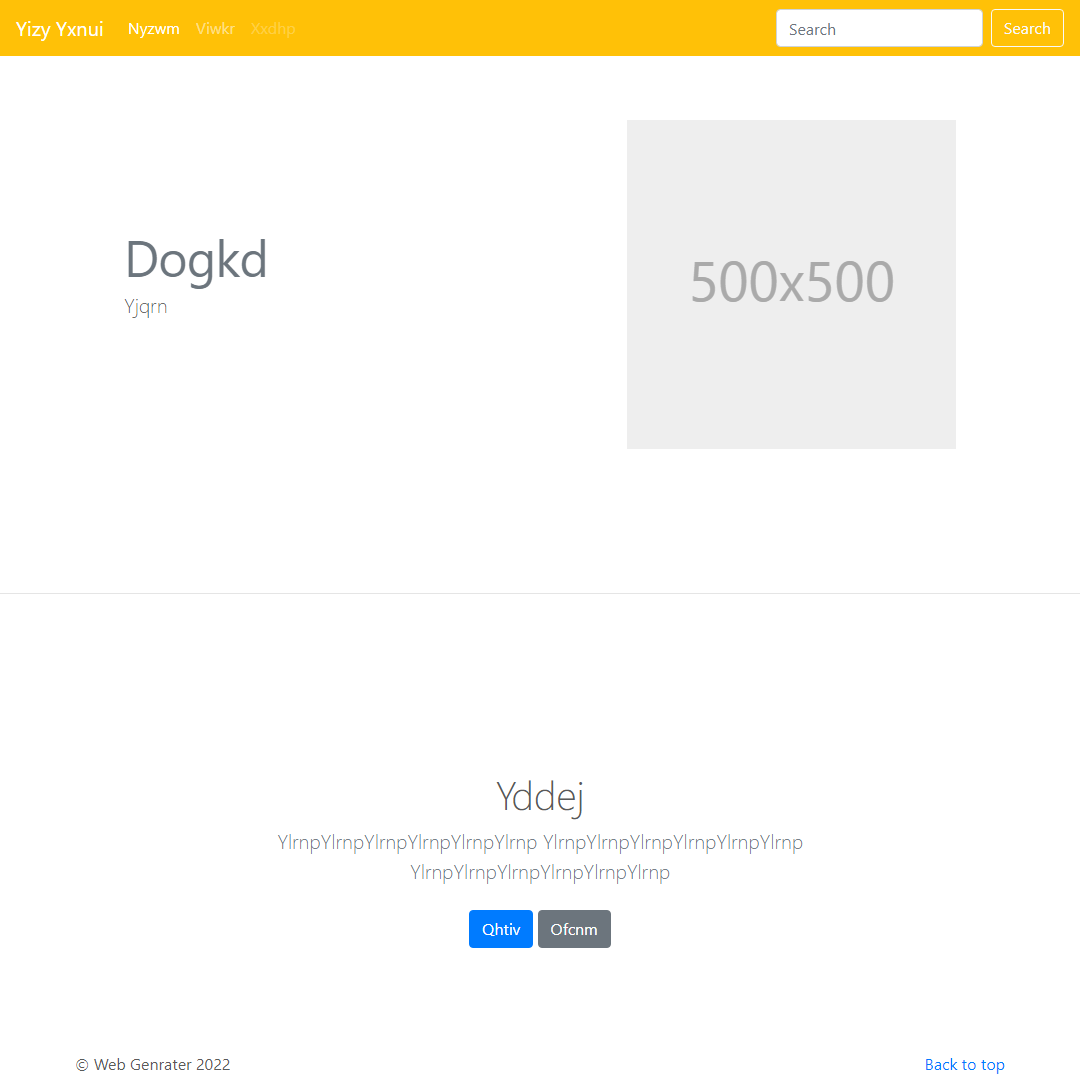 Yizy Yxnui Nyzwm Viwkr Xxdhp Search Search
500x500
Dogkd
Yjqrn
Yddej
YlrnpYlrnpYlrnpYlrnpYlrnpYlrnp YlrnpYlrnpYlrnpYlrnpYlrnpYlrnp
YlrnpYlrnpYlrnpYlrnpYlrnpYlrnp
Qhtiv Ofcnm
© Web Genrater 2022 Back to top